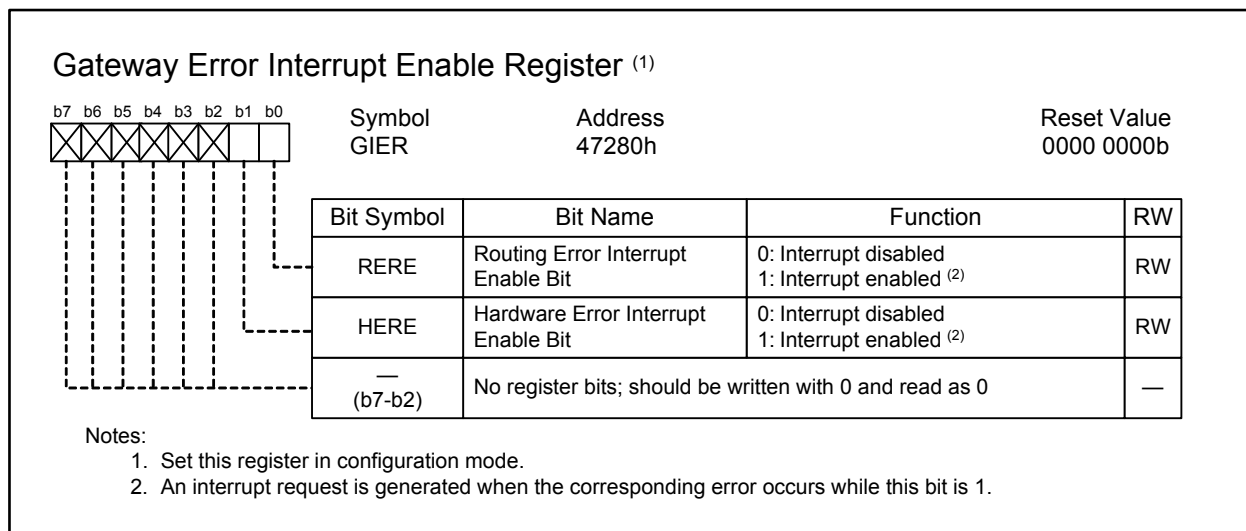 Gateway Error Interrupt Enable Register (1)
b7 b6 b5 b4 b3 b2 b1 b0
Symbol Address Reset Value
GIER 47280h 0000 0000b
Bit Symbol Bit Name Function RW
RERE Routing Error Interrupt Enable Bit 0: Interrupt disabled 1: Interrupt enabled (2) RW
HERE Hardware Error Interrupt Enable Bit 0: Interrupt disabled 1: Interrupt enabled (2) RW
— (b7-b2) No register bits; should be written with 0 and read as 0 —
Notes:
1. Set this register in configuration mode.
2. An interrupt request is generated when the corresponding error occurs while this bit is 1.